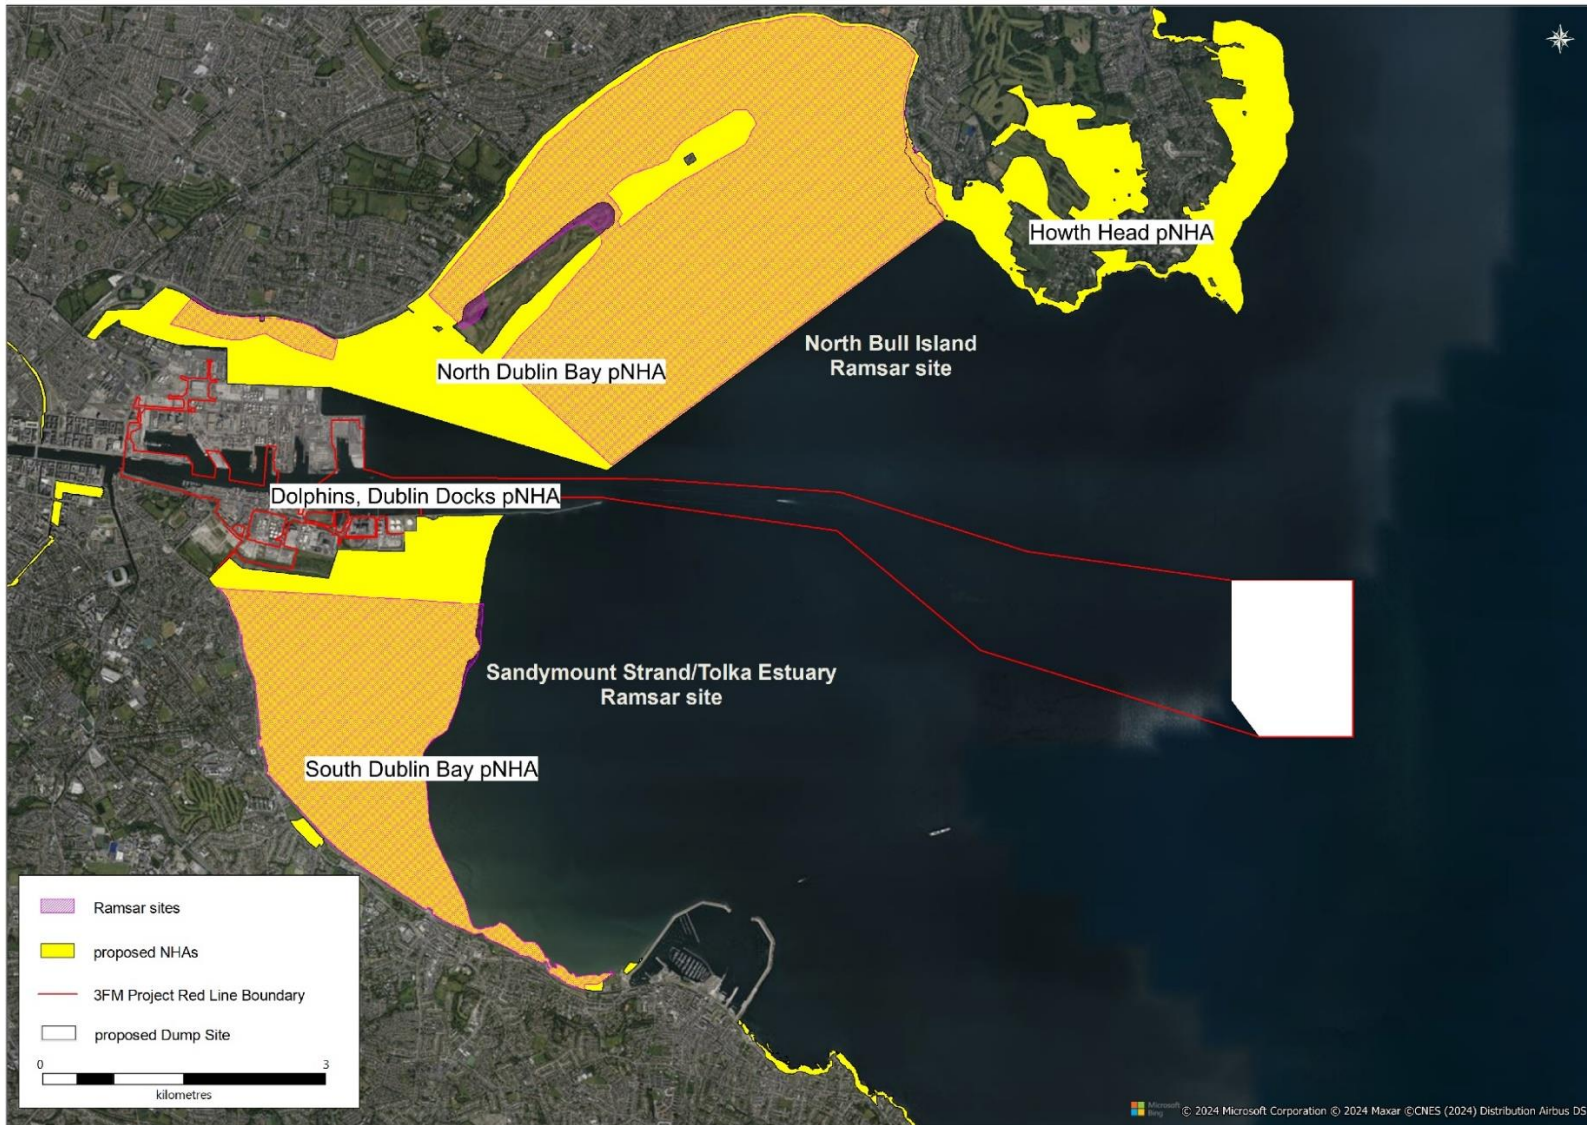 Howth Head pNHA
North Bull Island
Ramsar site
North Dublin Bay pNHA
Dolphins, Dublin Docks pNHA
Sandymount Strand/Tolka Estuary
Ramsar site
South Dublin Bay pNHA
Ramsar sites
proposed NHAs
3FM Project Red Line Boundary
proposed Dump Site
0 3
kilometres
Microsoft
Bing
© 2024 Microsoft Corporation © 2024 Maxar ©CNES (2024) Distribution Airbus DS